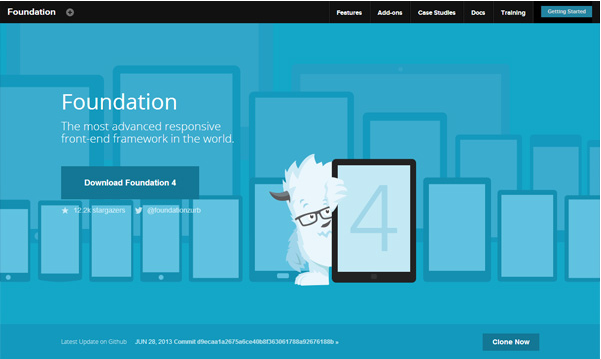 Foundation
Features Add-ons Case Studies Docs Training Getting Started
Foundation
The most advanced responsive
front-end framework in the world.
Download Foundation 4
12.2k stargazers @foundationzurb
4
Latest Update on Github JUN 28, 2013 Commit
Clone Now